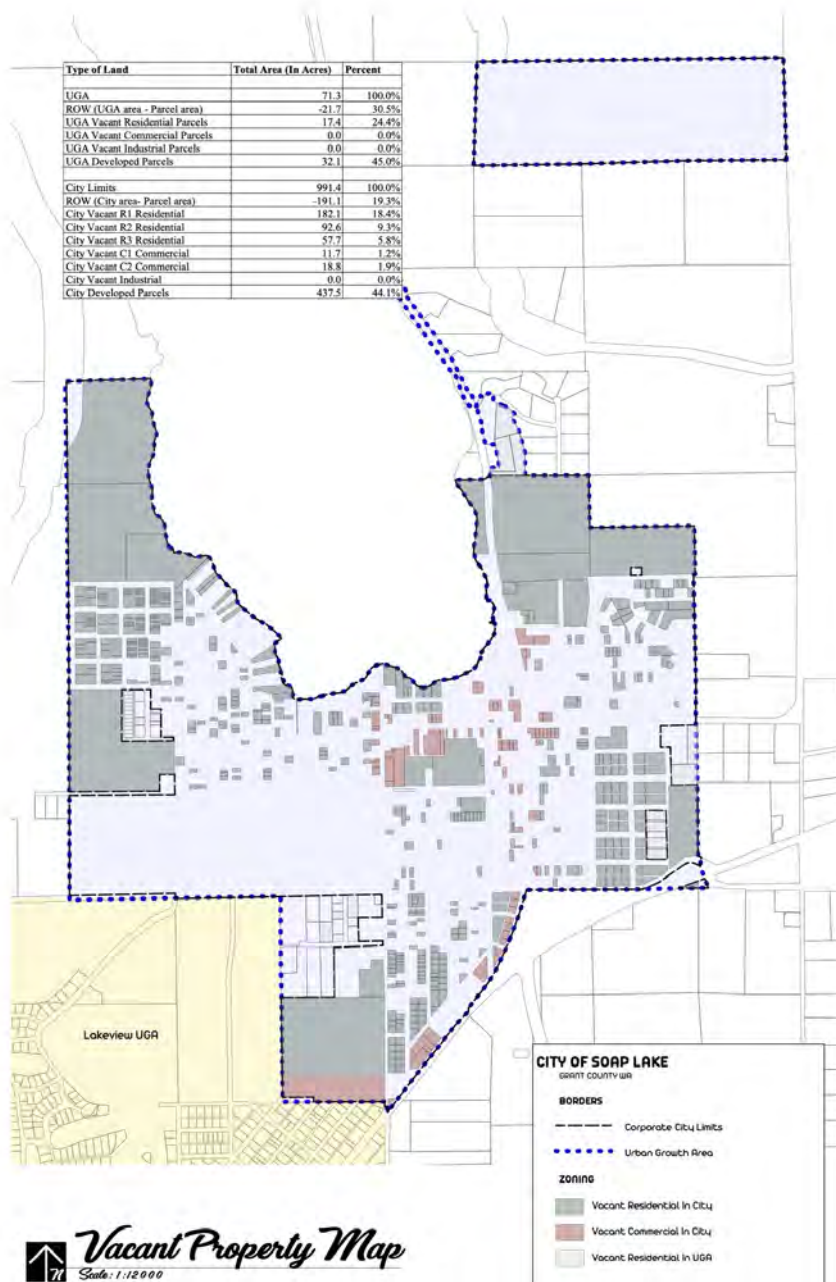 Type of Land Total Area (In Acres) Percent
UGA 71.3 100.0%
ROW (UGA area - Parcel area) -21.7 30.5%
UGA Vacant Residential Parcels 17.4 24.4%
UGA Vacant Commercial Parcels 0.0 0.0%
UGA Vacant Industrial Parcels 0.0 0.0%
UGA Developed Parcels 32.1 45.0%
City Limits 991.4 100.0%
ROW (City area- Parcel area) -191.1 19.3%
City Vacant R1 Residential 182.1 18.4%
City Vacant R2 Residential 92.6 9.3%
City Vacant R3 Residential 57.7 5.8%
City Vacant C1 Commercial 11.7 1.2%
City Vacant C2 Commercial 18.8 1.9%
City Vacant Industrial 0.0 0.0%
City Developed Parcels 437.5 44.1%
Lakeview UGA
CITY OF SOAP LAKE
GRANT COUNTY WA
BORDERS
Corporate City Limits
Urban Growth Area
ZONING
Vacant Residential In City
Vacant Commercial In City
Vacant Residential In UGA
n
Vacant Property Map
Scale: 1:12000